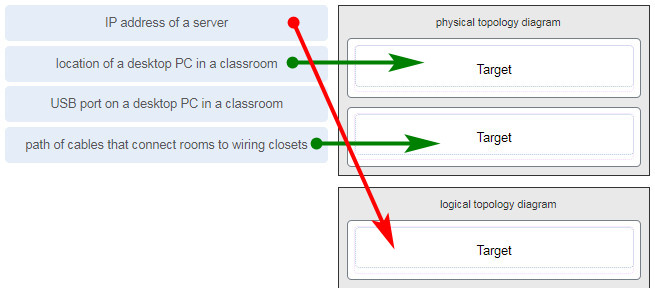 IP address of a server
location of a desktop PC in a classroom
USB port on a desktop PC in a classroom
path of cables that connect rooms to wiring closets
physical topology diagram
Target
Target
logical topology diagram
Target